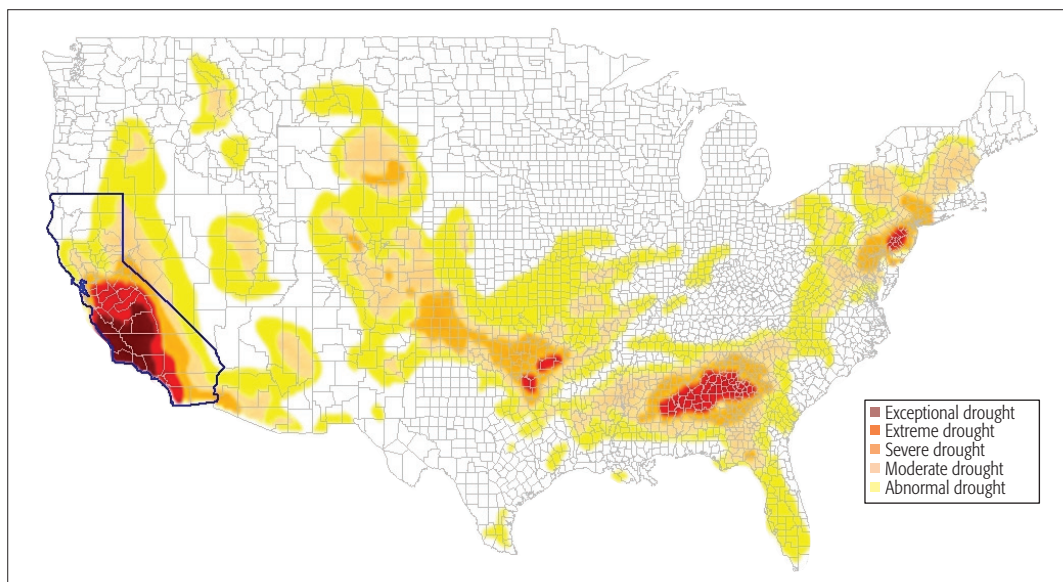 Exceptional drought
Extreme drought
Severe drought
Moderate drought
Abnormal drought